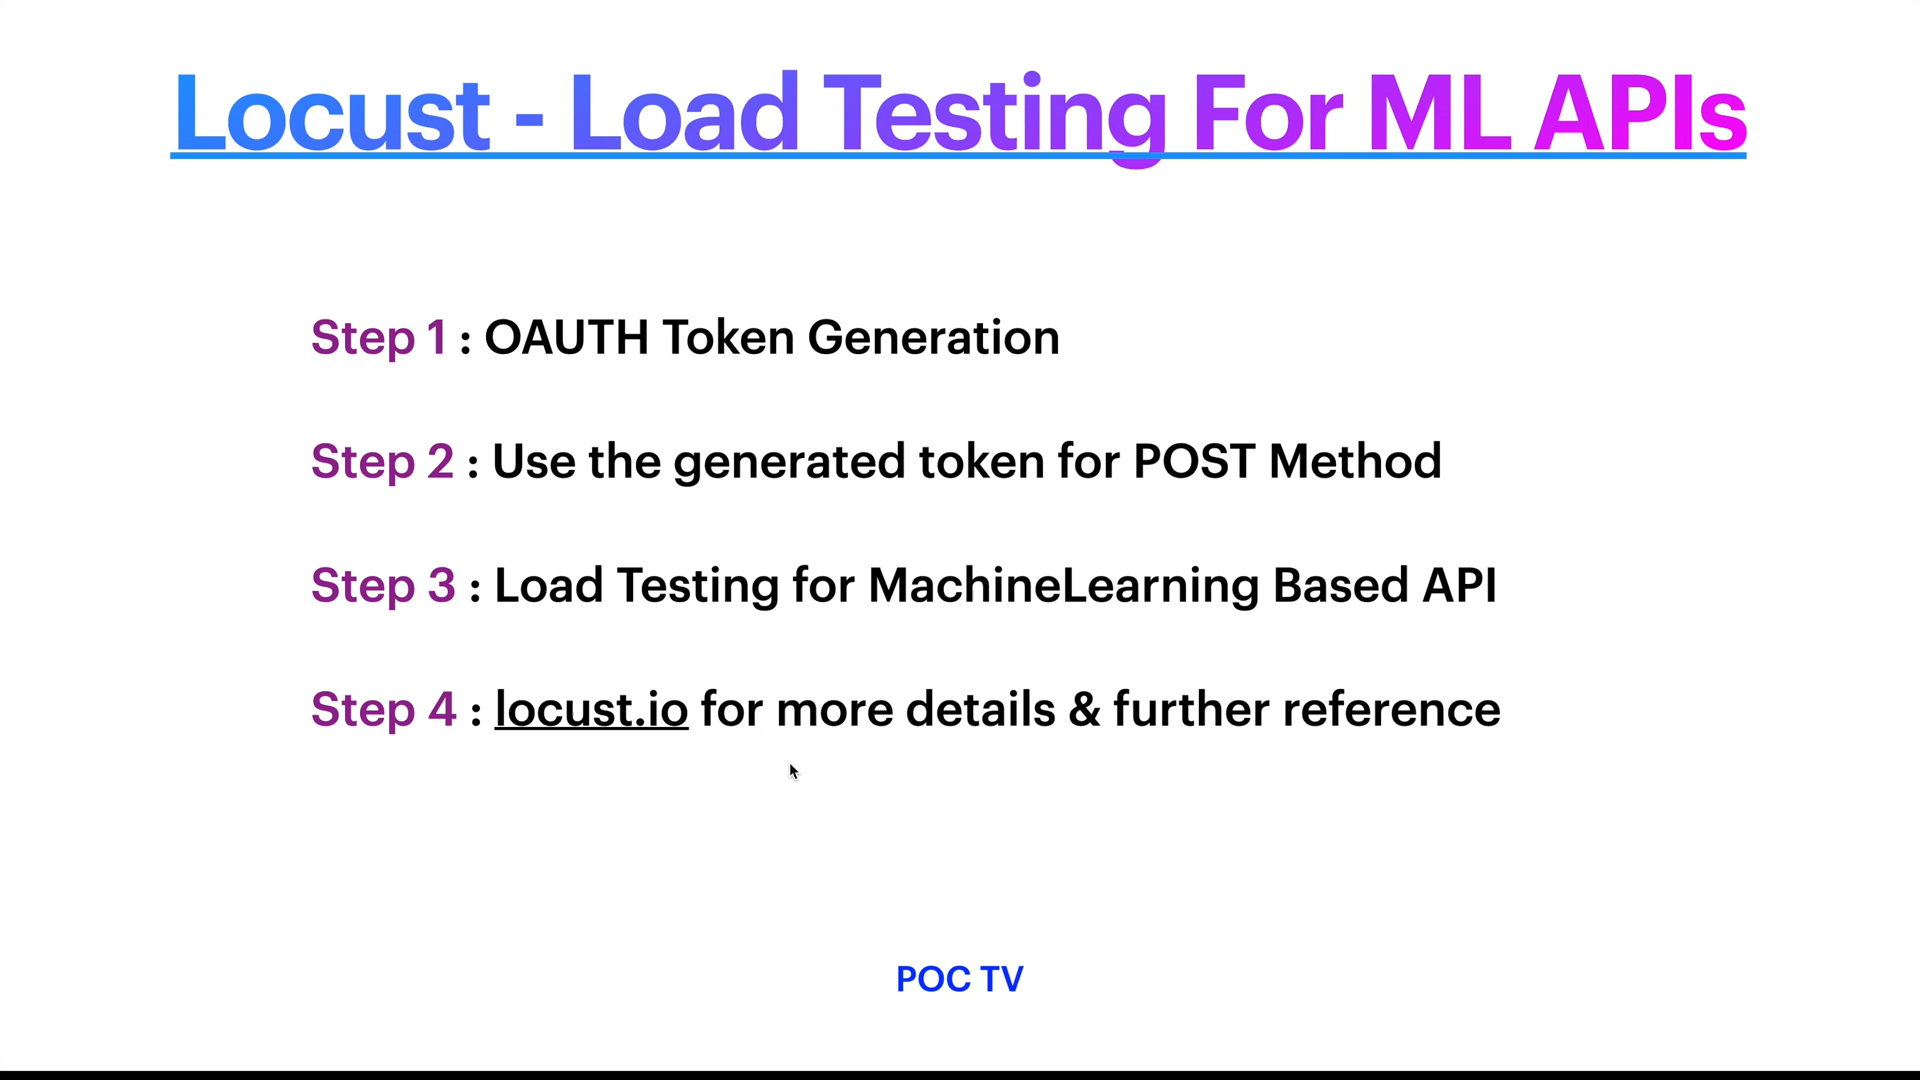 Locust - Load Testing For ML APIs
Step 1 : OAUTH Token Generation
Step 2 : Use the generated token for POST Method
Step 3 : Load Testing for MachineLearning Based API
Step 4 : locust.io for more details & further reference
POC TV